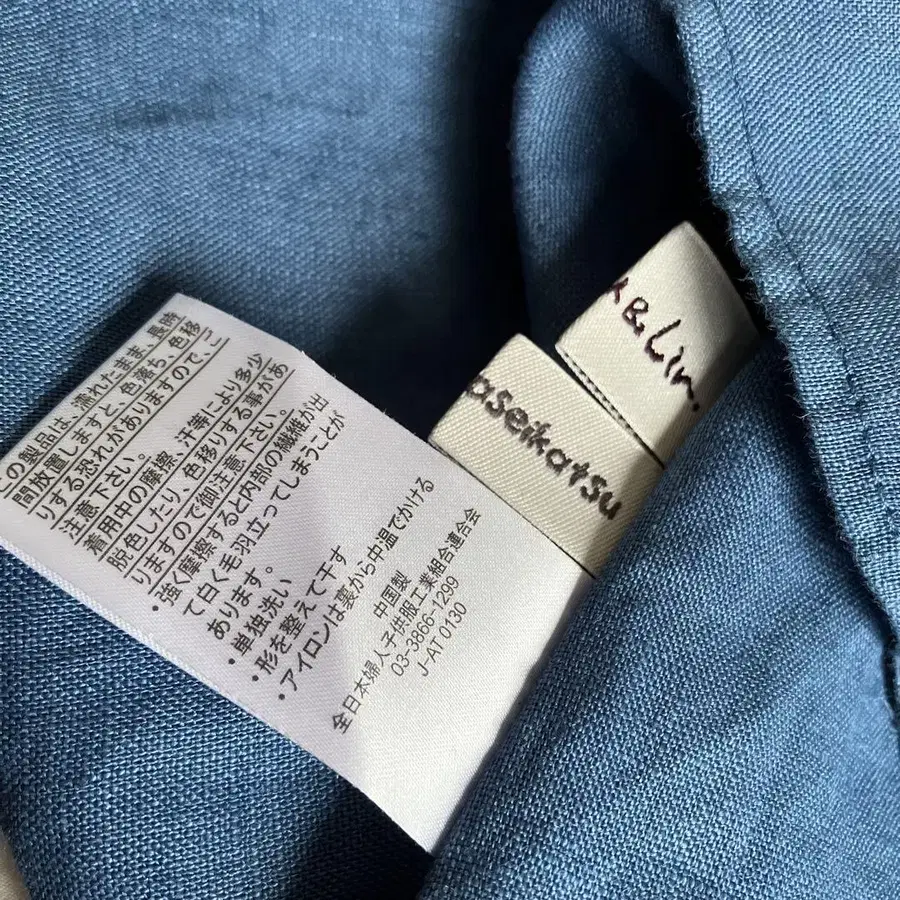 の製品は、濡れたまま、長時
間放置しますと、色落ち、色移
りする恐れがありますので、ご
注意下さい。
着用中の摩擦、汗等により多少
脱色したり、色移りする事があ
りますので御注意下さい。
・強く摩擦すると内部の繊維が出
て白く毛羽立ってしまうことが
あります。
・単独洗い
・形を整えて干す
・アイロンは裏から中温でかける
中国製
全日本婦人子供服工業組合連合会
03-3866-1299
J-AT 0130
aseikatsu
& Lin.